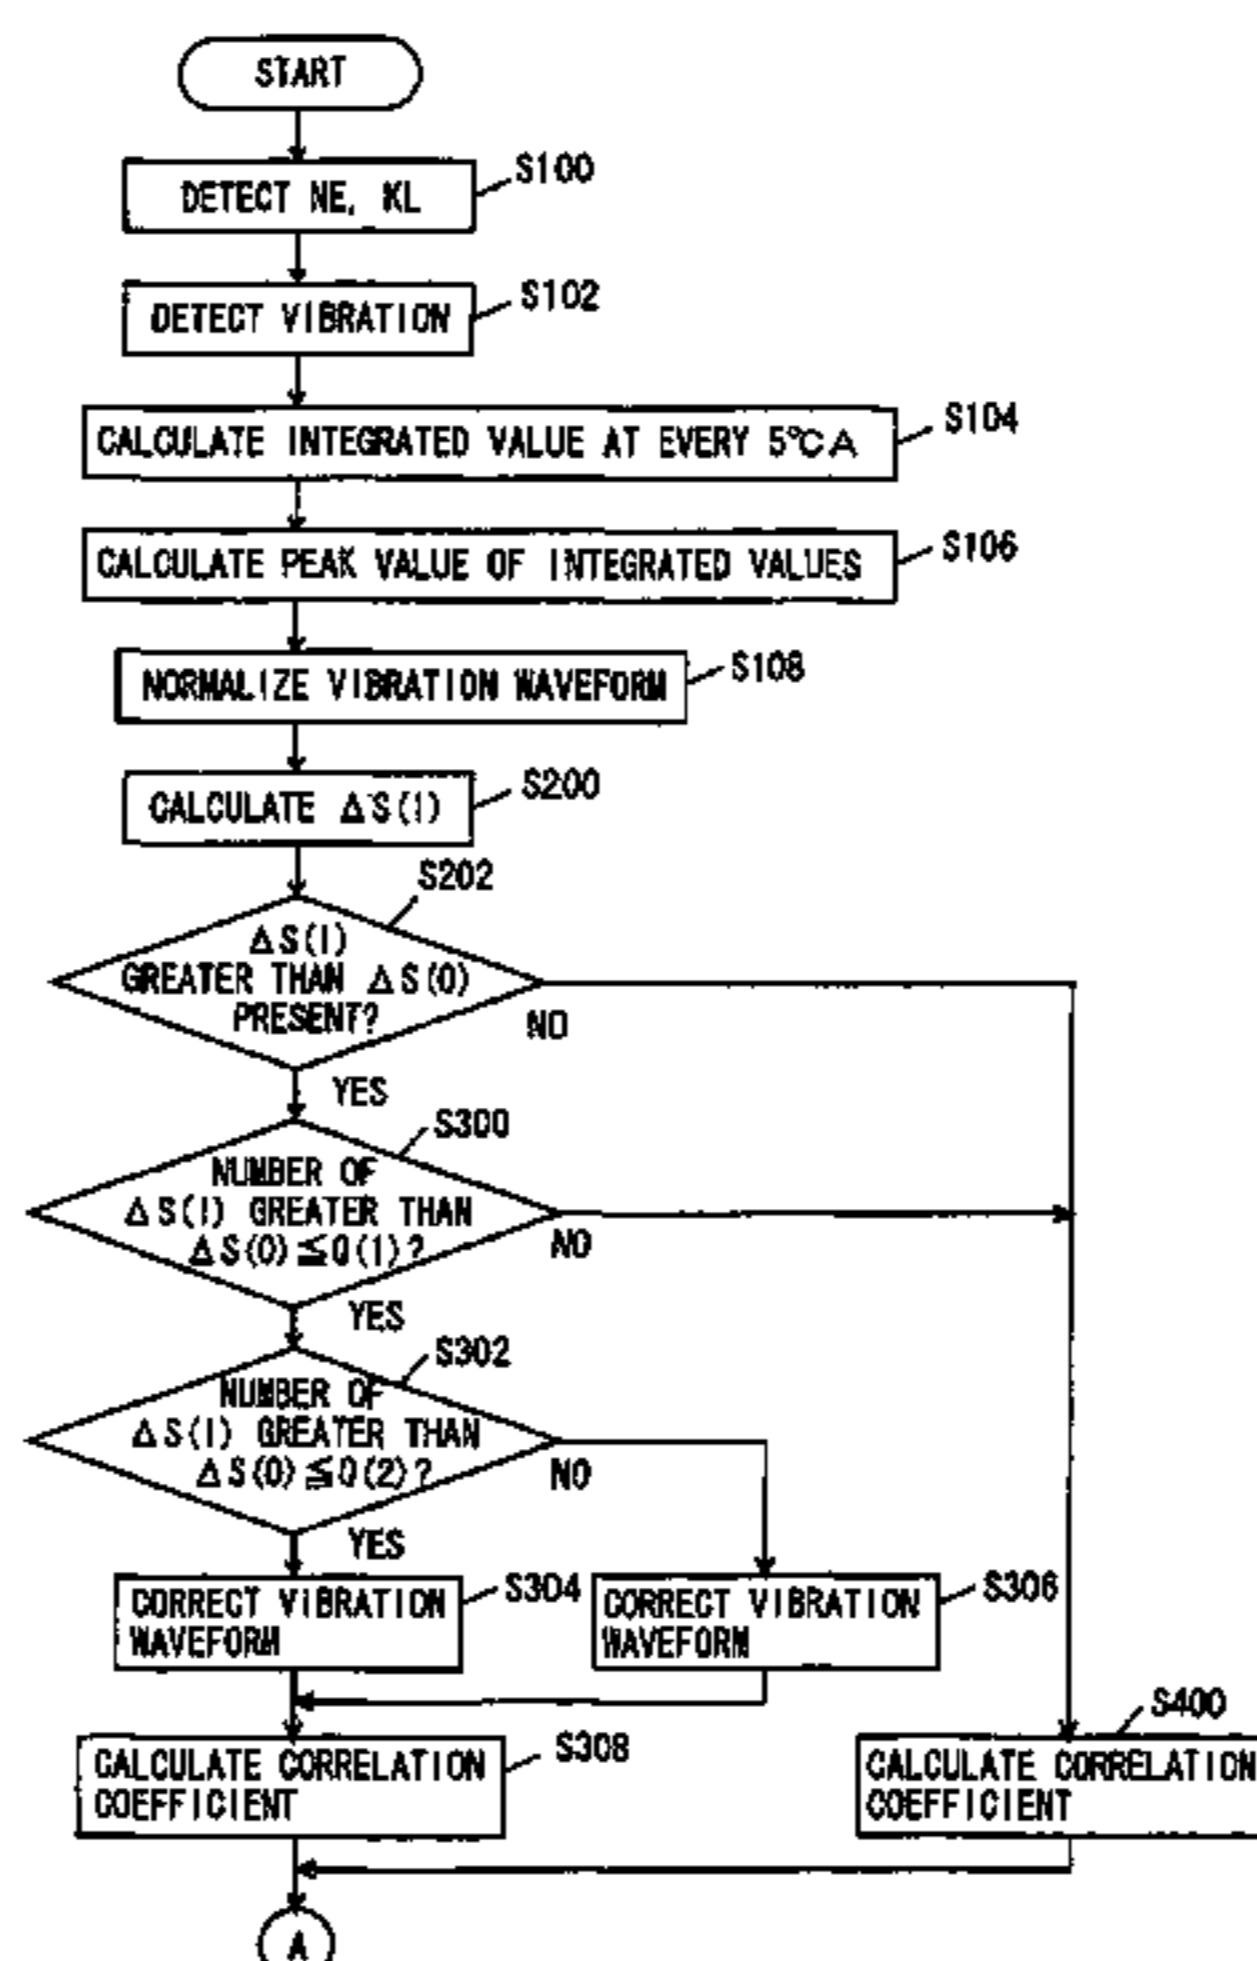 START
DETECT NE, KL
S100
DETECT VIBRATION
S102
CALCULATE INTEGRATED VALUE AT EVERY 5°CA
S104
CALCULATE PEAK VALUE OF INTEGRATED VALUES
S106
NORMALIZE VIBRATION WAVEFORM
S108
CALCULATE ΔS(I)
S200
S202
ΔS(I)
GREATER THAN ΔS(0)
PRESENT?
NO
YES
S300
NUMBER OF
ΔS(I) GREATER THAN
ΔS(0)≦Q(1)?
NO
YES
S302
NUMBER OF
ΔS(I) GREATER THAN
ΔS(0)≦Q(2)?
NO
YES
CORRECT VIBRATION
WAVEFORM
S304
CORRECT VIBRATION
WAVEFORM
S306
CALCULATE CORRELATION
COEFFICIENT
S308
S400
CALCULATE CORRELATION
COEFFICIENT
A